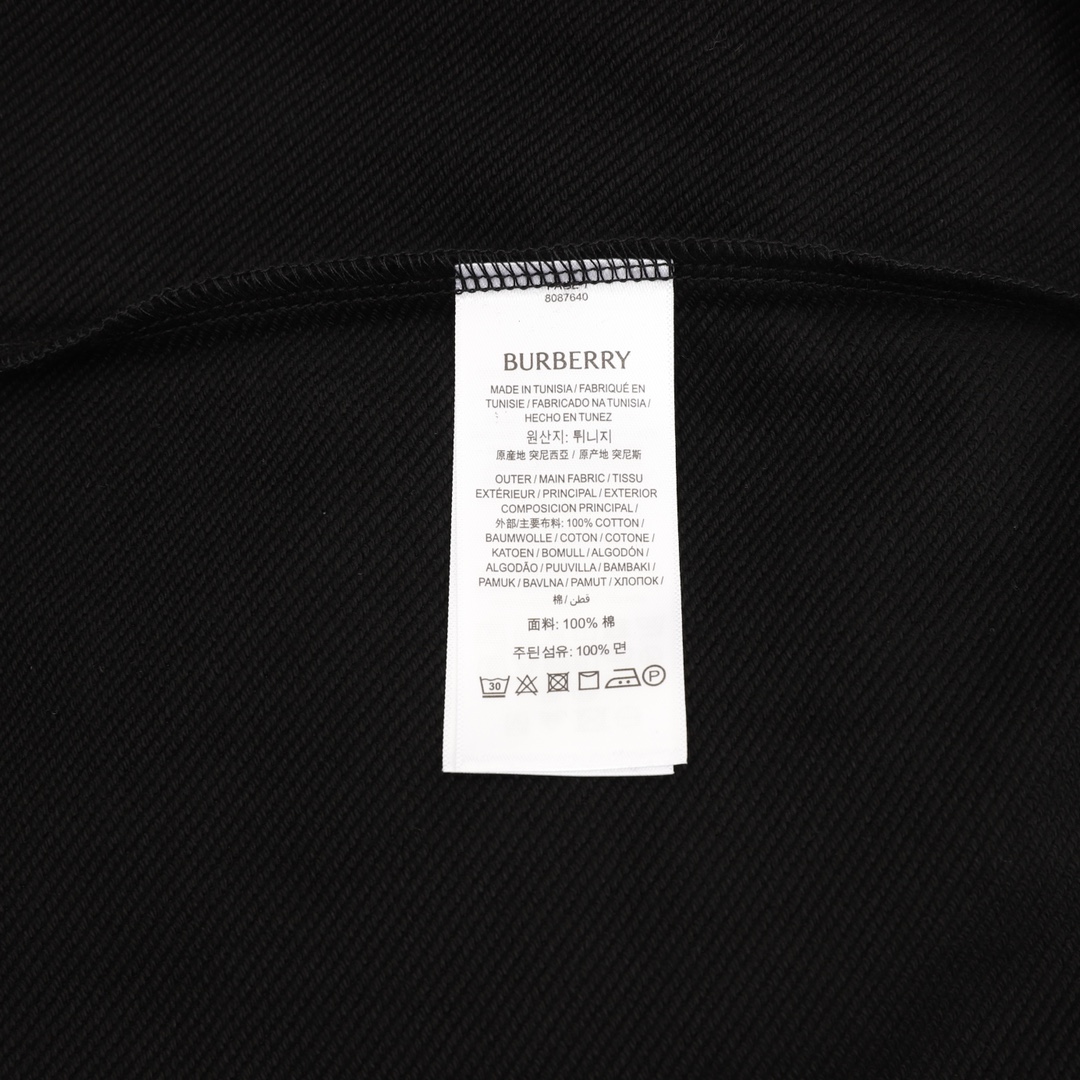 8087640
BURBERRY
MADE IN TUNISIA / FABRIQUÉ EN
TUNISIE / FABRICADO NA TUNISIA /
HECHO EN TUNEZ
원산지: 튀니지
原産地 突尼西亞 / 原产地 突尼斯
OUTER / MAIN FABRIC / TISSU
EXTÉRIEUR / PRINCIPAL / EXTERIOR
COMPOSICION PRINCIPAL /
外部/主要布料: 100% COTTON /
BAUMWOLLE / COTON / COTONE /
KATOEN / BOMULL / ALGODÓN /
ALGODÃO / PUUVILLA / BAMBAKI /
PAMUK / BAVLNA / PAMUT / ХЛОПОК /
棉 / قطن
面料: 100% 棉
주된섬유: 100% 면
30 P